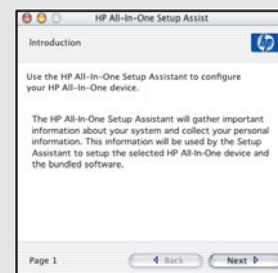 HP All-In-One Setup Assist
Introduction
hp
Use the HP All-In-One Setup Assistant to configure
your HP All-In-One device.
The HP All-In-One Setup Assistant will gather important
information about your system and collect your personal
information. This information will be used by the Setup
Assistant to setup the selected HP All-In-One device and
the bundled software.
Page 1
Back
Next